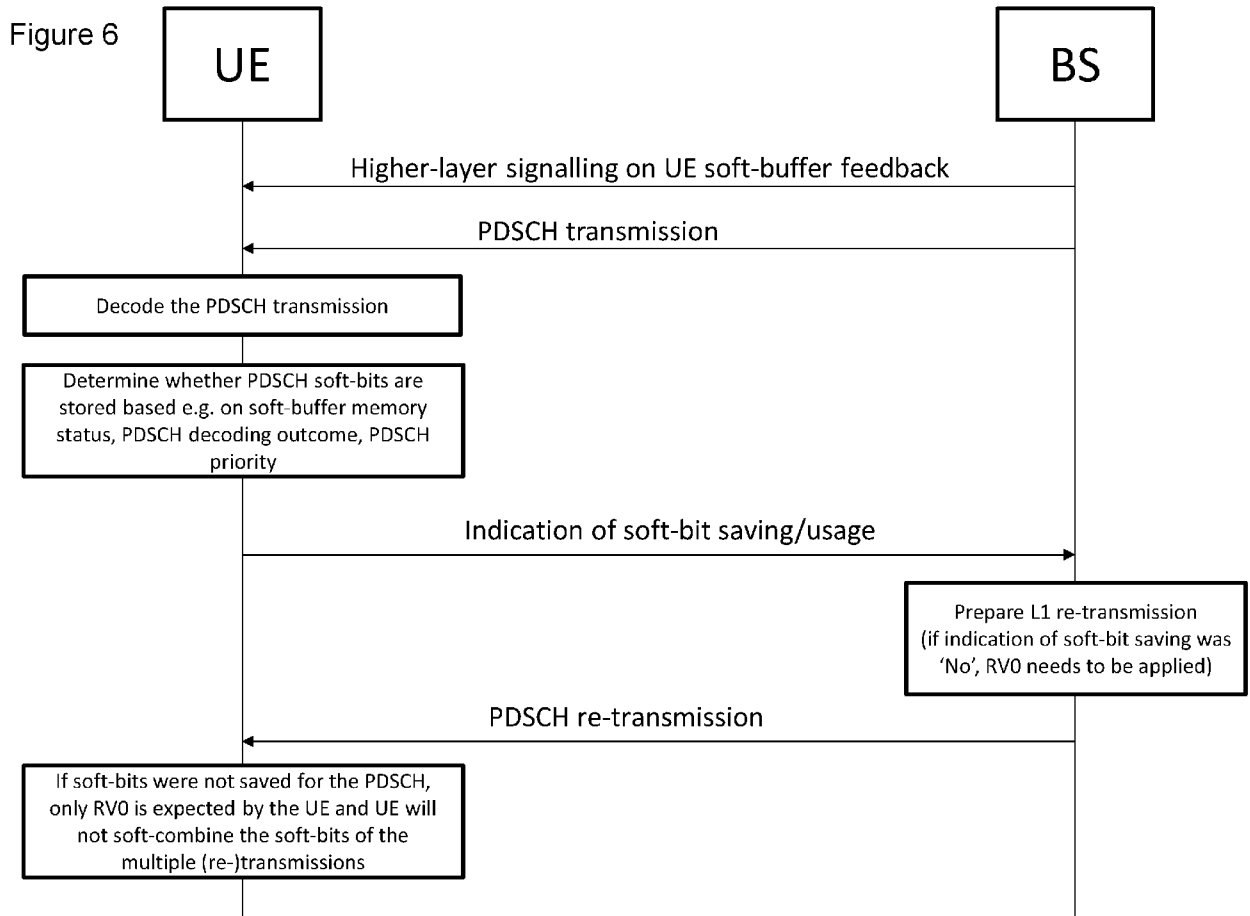 Figure 6
UE
BS
Higher-layer signalling on UE soft-buffer feedback
PDSCH transmission
Decode the PDSCH transmission
Determine whether PDSCH soft-bits are
stored based e.g. on soft-buffer memory
status, PDSCH decoding outcome, PDSCH
priority
Indication of soft-bit saving/usage
Prepare L1 re-transmission
(if indication of soft-bit saving was
‘No’, RV0 needs to be applied)
PDSCH re-transmission
If soft-bits were not saved for the PDSCH,
only RV0 is expected by the UE and UE will
not soft-combine the soft-bits of the
multiple (re-)transmissions